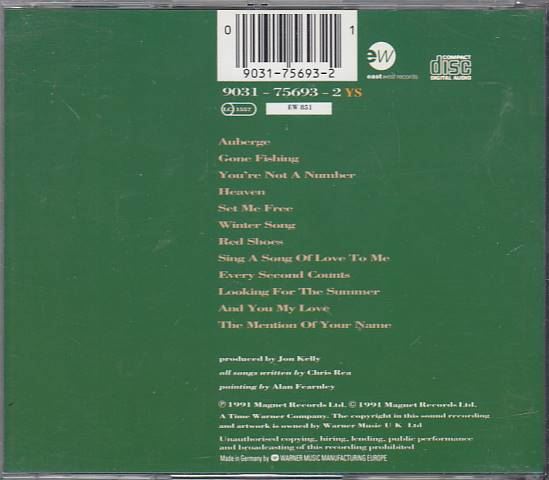 0 1
9031-75693-2
ew
east west records
COMPACT
disc
DIGITAL AUDIO
9031 - 75693 - 2 YS
LC 1557
EW 851
Auberge
Gone Fishing
You're Not A Number
Heaven
Set Me Free
Winter Song
Red Shoes
Sing A Song Of Love To Me
Every Second Counts
Looking For The Summer
And You My Love
The Mention Of Your Name
produced by Jon Kelly
all songs written by Chris Rea
painting by Alan Fearnley
℗ 1991 Magnet Records Ltd. © 1991 Magnet Records Ltd.
A Time Warner Company. The copyright in this sound recording
and artwork is owned by Warner Music U K Ltd
Unauthorised copying, hiring, lending, public performance
and broadcasting of this recording prohibited
Made in Germany by WARNER MUSIC MANUFACTURING EUROPE